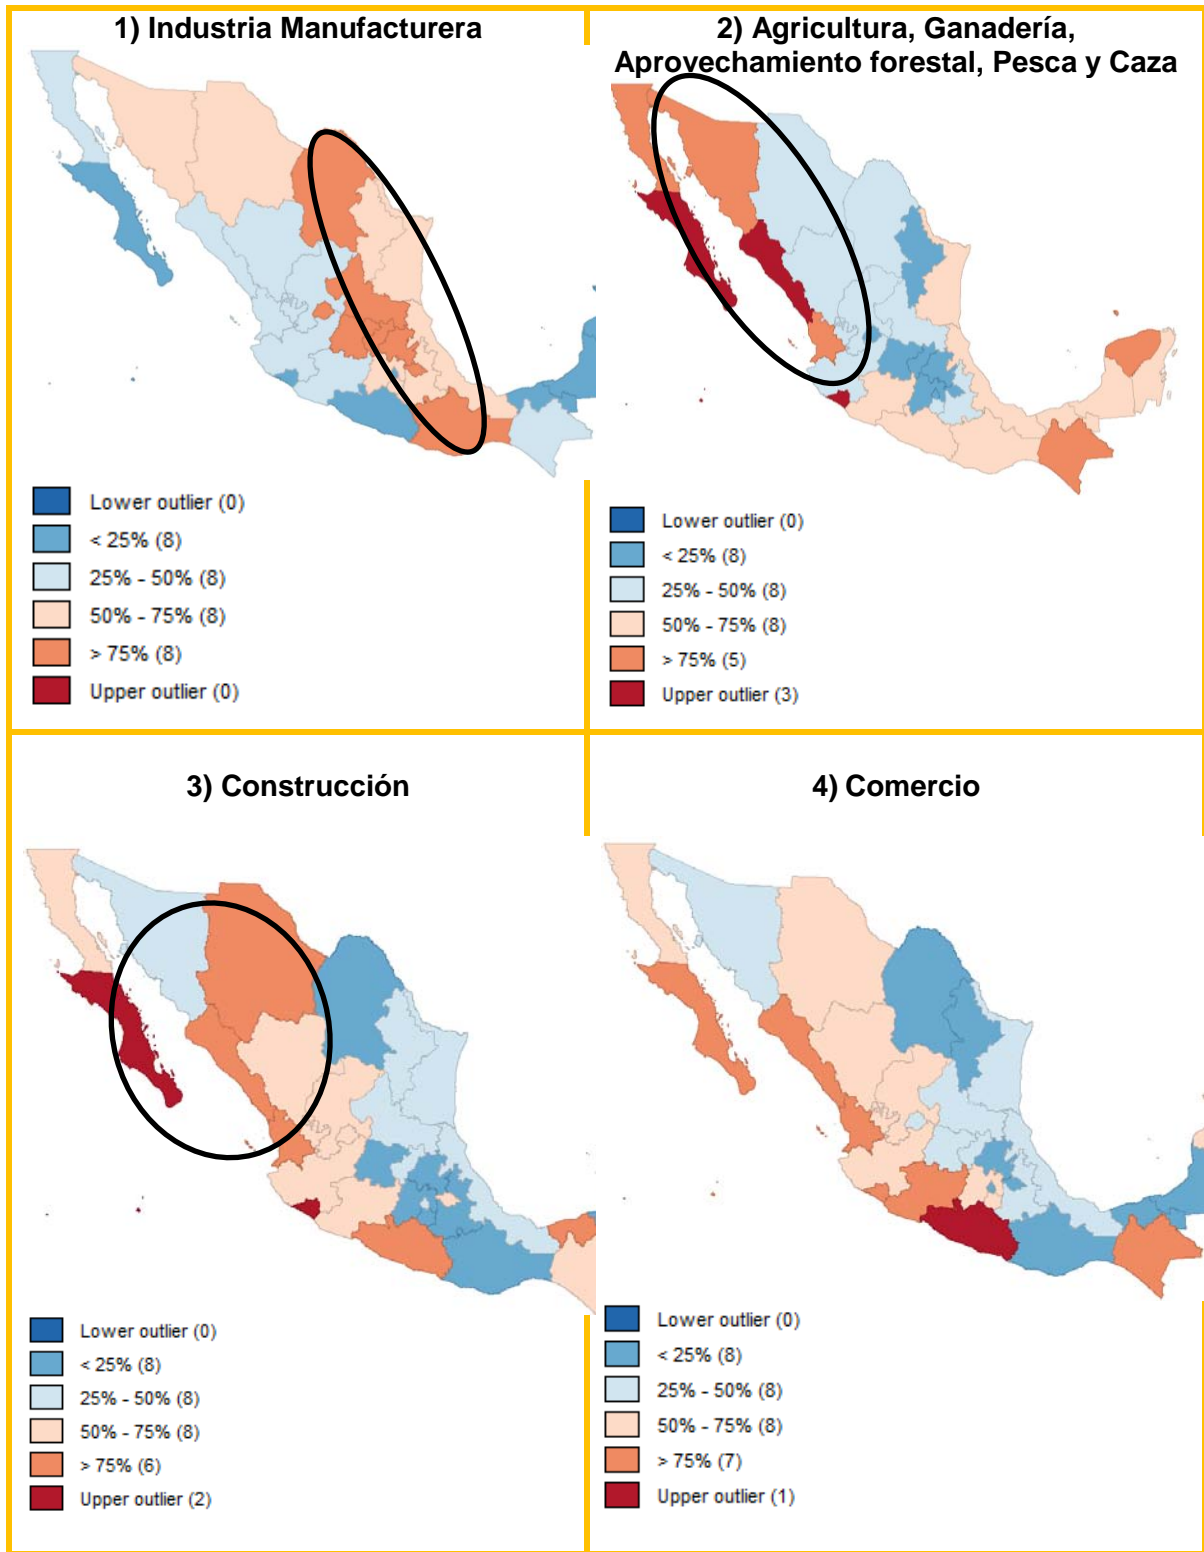 1) Industria Manufacturera
Lower outlier (0)
< 25% (8)
25% - 50% (8)
50% - 75% (8)
> 75% (8)
Upper outlier (0)
2) Agricultura, Ganadería,
Aprovechamiento forestal, Pesca y Caza
Lower outlier (0)
< 25% (8)
25% - 50% (8)
50% - 75% (8)
> 75% (5)
Upper outlier (3)
3) Construcción
Lower outlier (0)
< 25% (8)
25% - 50% (8)
50% - 75% (8)
> 75% (6)
Upper outlier (2)
4) Comercio
Lower outlier (0)
< 25% (8)
25% - 50% (8)
50% - 75% (8)
> 75% (7)
Upper outlier (1)